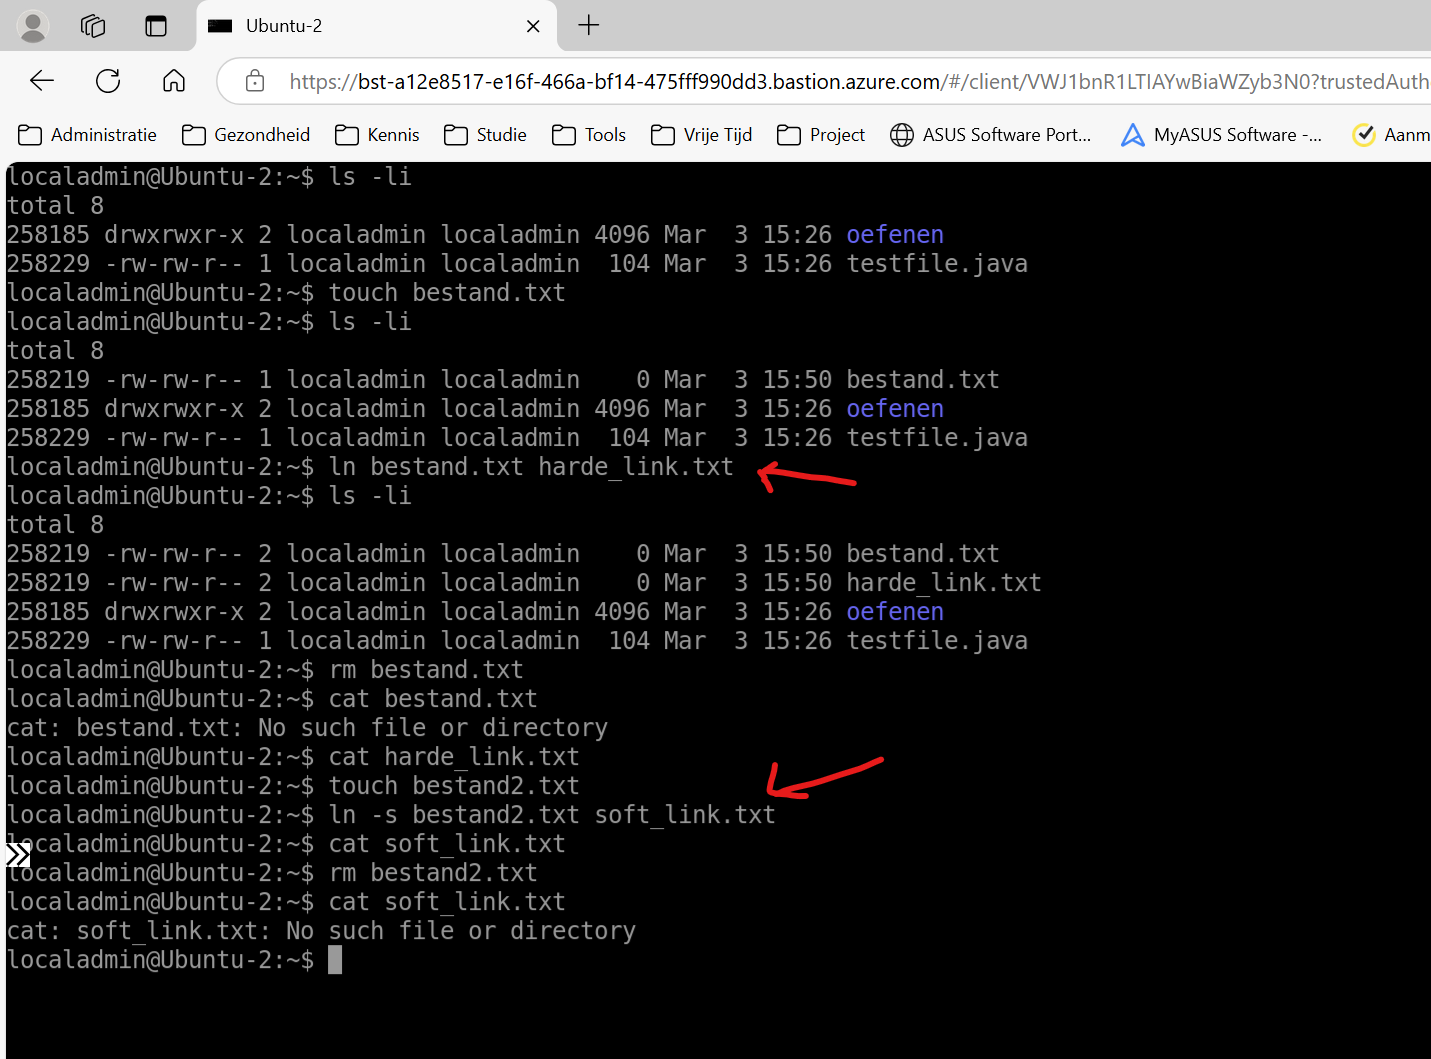 Ubuntu-2
https://bst-a12e8517-e16f-466a-bf14-475fff990dd3.bastion.azure.com/#/client/VWJ1bnR1LTIAYwBiaWZyb3N0?trustedAuth
Administratie Gezondheid Kennis Studie Tools Vrije Tijd Project ASUS Software Port... MyASUS Software -... Aanm
localadmin@Ubuntu-2:~$ ls -li
total 8
258185 drwxrwxr-x 2 localadmin localadmin 4096 Mar  3 15:26 oefenen
258229 -rw-rw-r-- 1 localadmin localadmin  104 Mar  3 15:26 testfile.java
localadmin@Ubuntu-2:~$ touch bestand.txt
localadmin@Ubuntu-2:~$ ls -li
total 8
258219 -rw-rw-r-- 1 localadmin localadmin    0 Mar  3 15:50 bestand.txt
258185 drwxrwxr-x 2 localadmin localadmin 4096 Mar  3 15:26 oefenen
258229 -rw-rw-r-- 1 localadmin localadmin  104 Mar  3 15:26 testfile.java
localadmin@Ubuntu-2:~$ ln bestand.txt harde_link.txt
localadmin@Ubuntu-2:~$ ls -li
total 8
258219 -rw-rw-r-- 2 localadmin localadmin    0 Mar  3 15:50 bestand.txt
258219 -rw-rw-r-- 2 localadmin localadmin    0 Mar  3 15:50 harde_link.txt
258185 drwxrwxr-x 2 localadmin localadmin 4096 Mar  3 15:26 oefenen
258229 -rw-rw-r-- 1 localadmin localadmin  104 Mar  3 15:26 testfile.java
localadmin@Ubuntu-2:~$ rm bestand.txt
localadmin@Ubuntu-2:~$ cat bestand.txt
cat: bestand.txt: No such file or directory
localadmin@Ubuntu-2:~$ cat harde_link.txt
localadmin@Ubuntu-2:~$ touch bestand2.txt
localadmin@Ubuntu-2:~$ ln -s bestand2.txt soft_link.txt
localadmin@Ubuntu-2:~$ cat soft_link.txt
localadmin@Ubuntu-2:~$ rm bestand2.txt
localadmin@Ubuntu-2:~$ cat soft_link.txt
cat: soft_link.txt: No such file or directory
localadmin@Ubuntu-2:~$